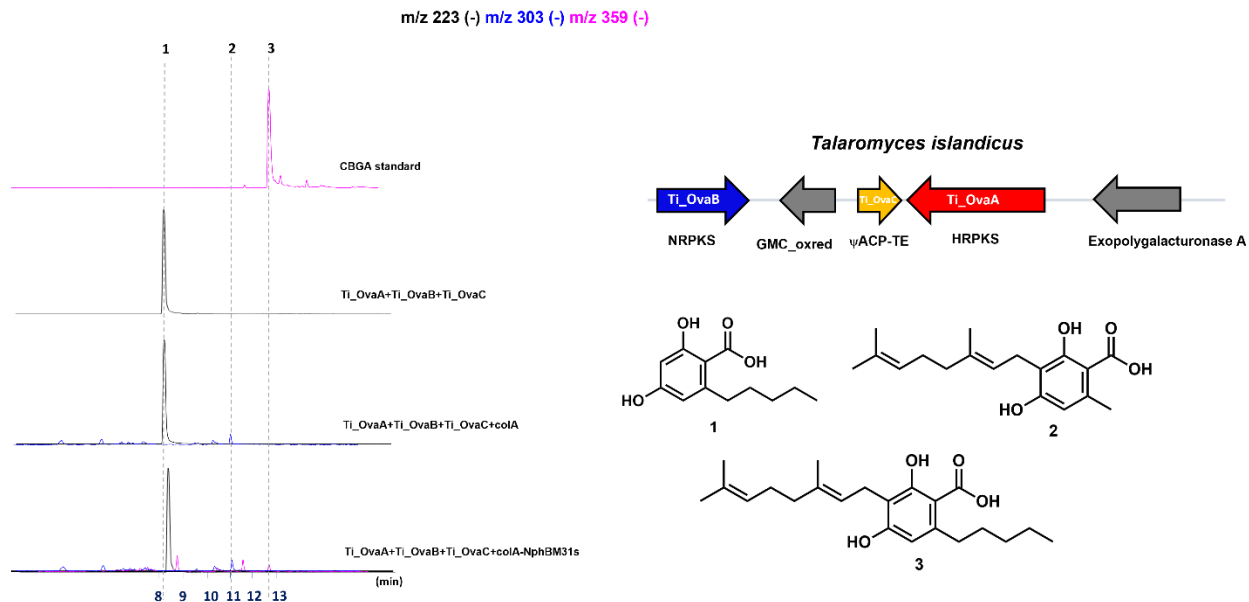 m/z 223 (-) m/z 303 (-) m/z 359 (-)
1 2 3
CBGA standard
Ti_OvaA+Ti_OvaB+Ti_OvaC
Ti_OvaA+Ti_OvaB+Ti_OvaC+colA
Ti_OvaA+Ti_OvaB+Ti_OvaC+colA-NphBM31s
(min)
8 9 10 11 12 13
Talaromyces islandicus
Ti_OvaB Ti_OvaC Ti_OvaA
NRPKS GMC_oxred ψACP-TE HRPKS Exopolygalacturonase A
OH O
OH
HO
1
OH O
OH
HO
2
OH O
OH
HO
3